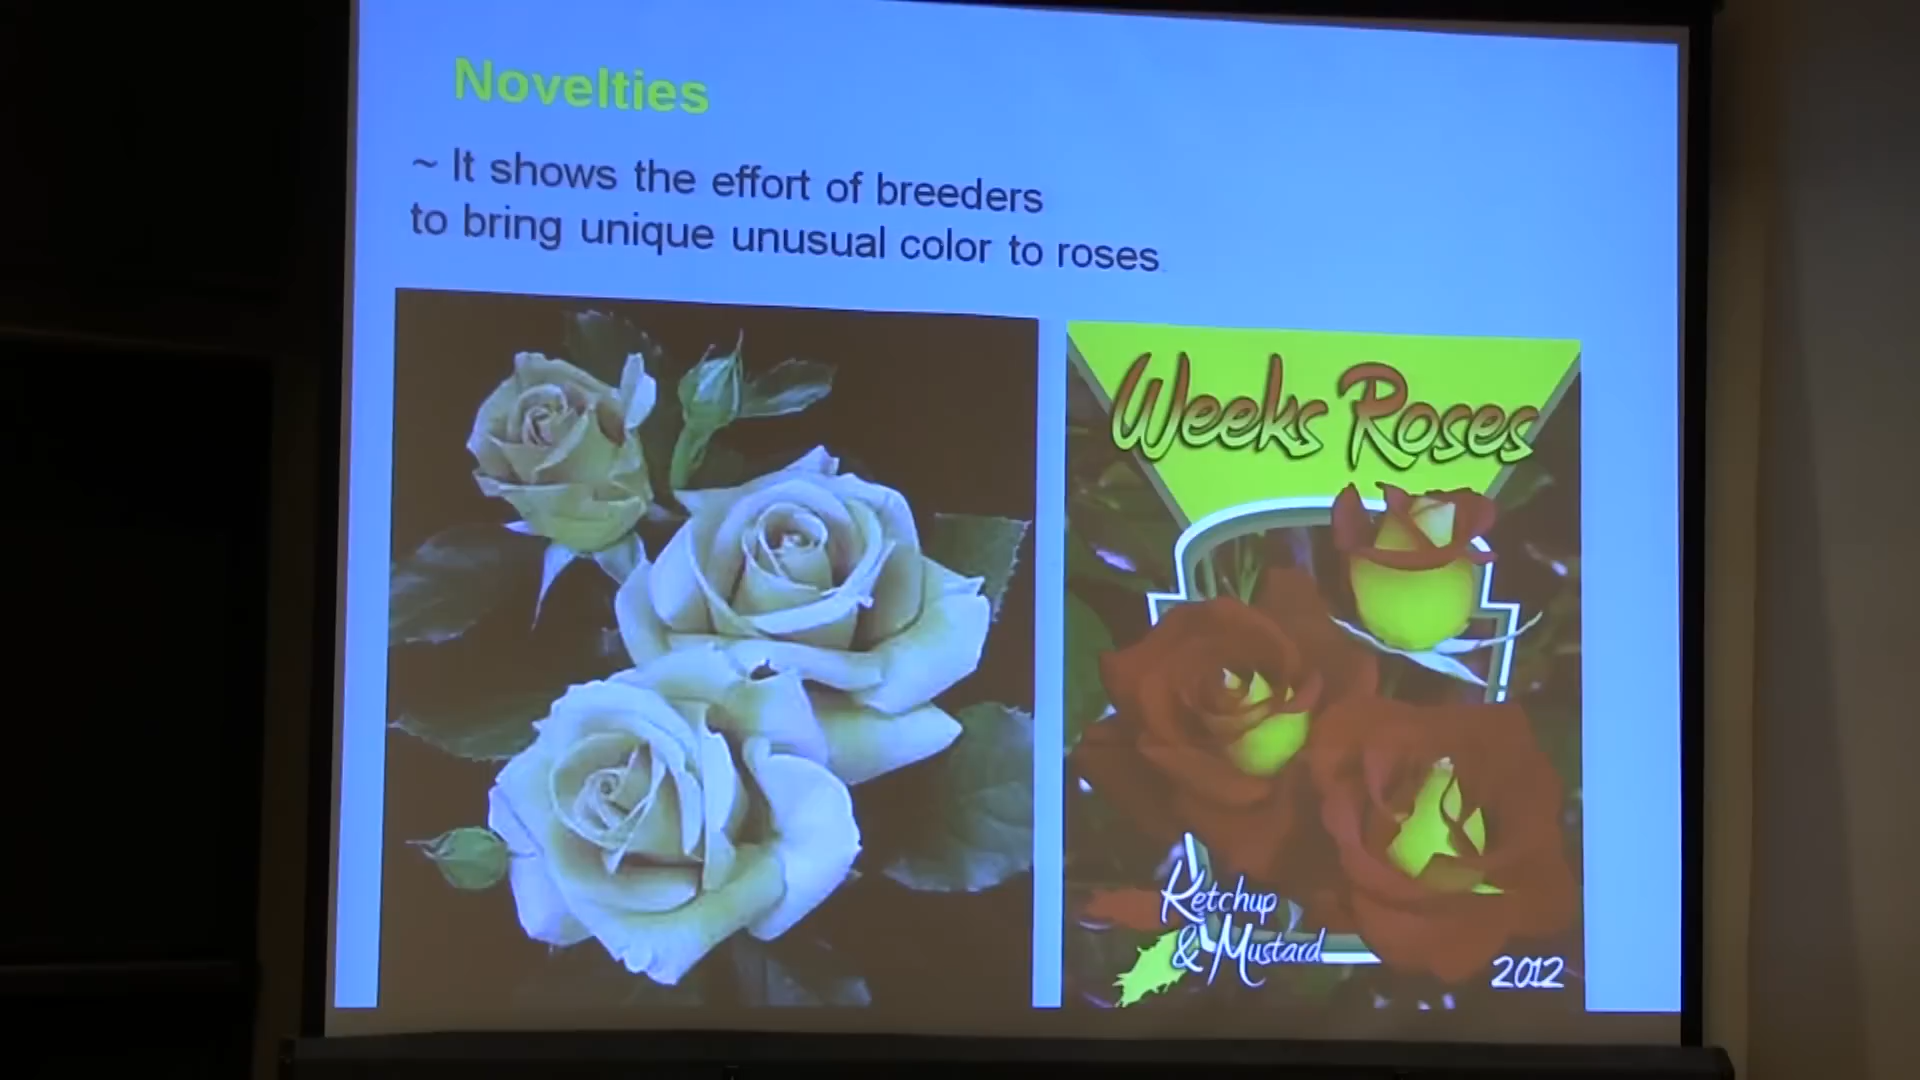 Novelties
~ It shows the effort of breeders
to bring unique unusual color to roses
Weeks Roses
Ketchup
& Mustard
2012